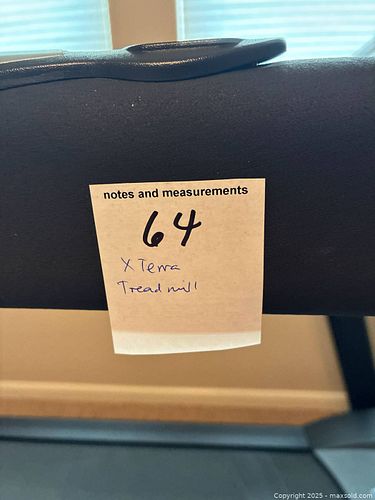 notes and measurements
64
X Terra
Treadmill
Copyright 2025 - maxsold.com